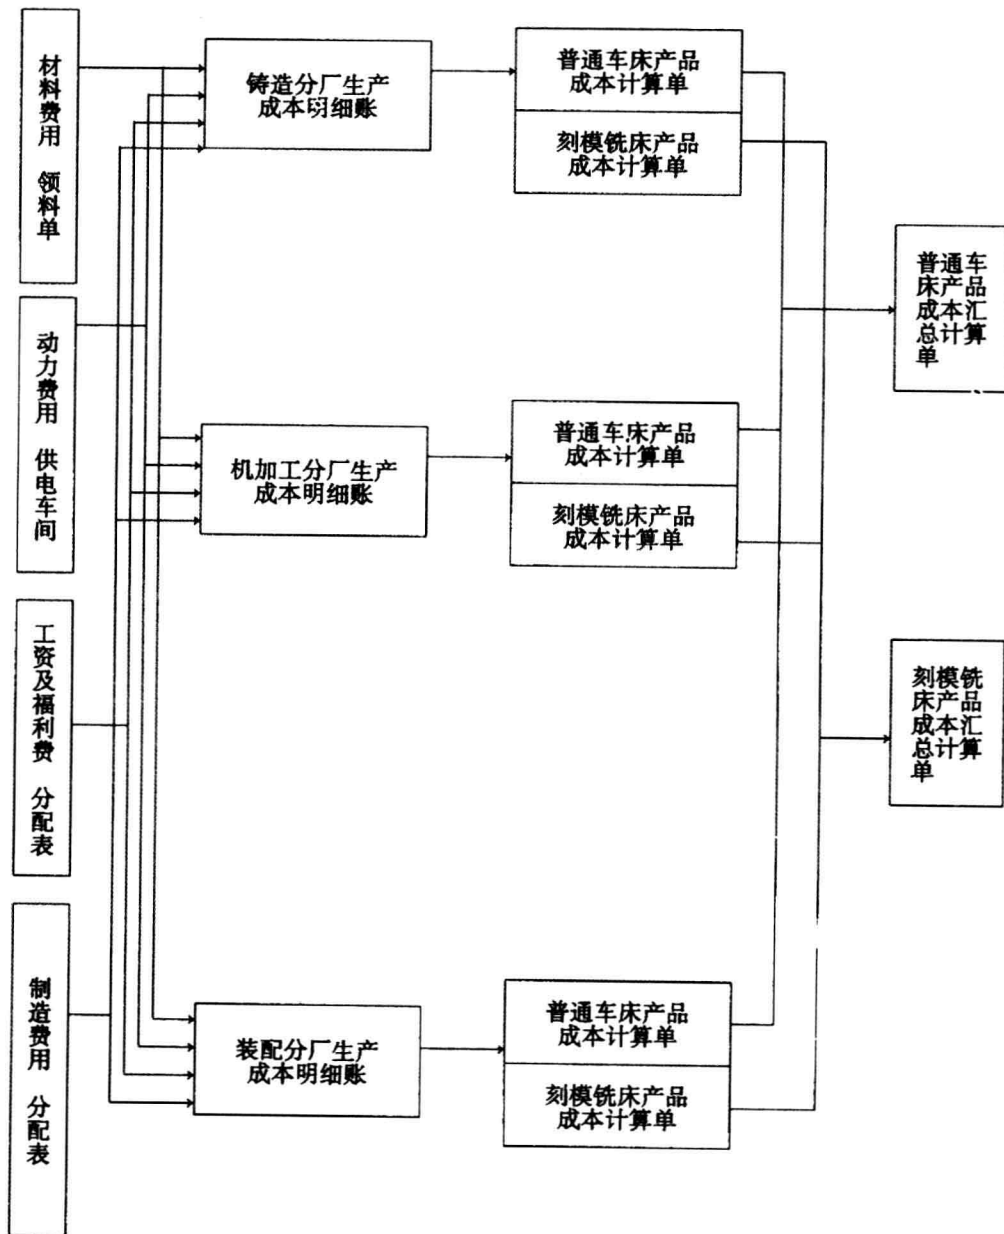 材料费用 领料单
动力费用 供电车间
工资及福利费 分配表
制造费用 分配表
铸造分厂生产
成本明细账
机加工分厂生产
成本明细账
装配分厂生产
成本明细账
普通车床产品
成本计算单
刻模铣床产品
成本计算单
普通车床产品
成本计算单
刻模铣床产品
成本计算单
普通车床产品
成本计算单
刻模铣床产品
成本计算单
普通车
床产品
成本汇
总计算
单
刻模铣
床产品
成本汇
总计算
单